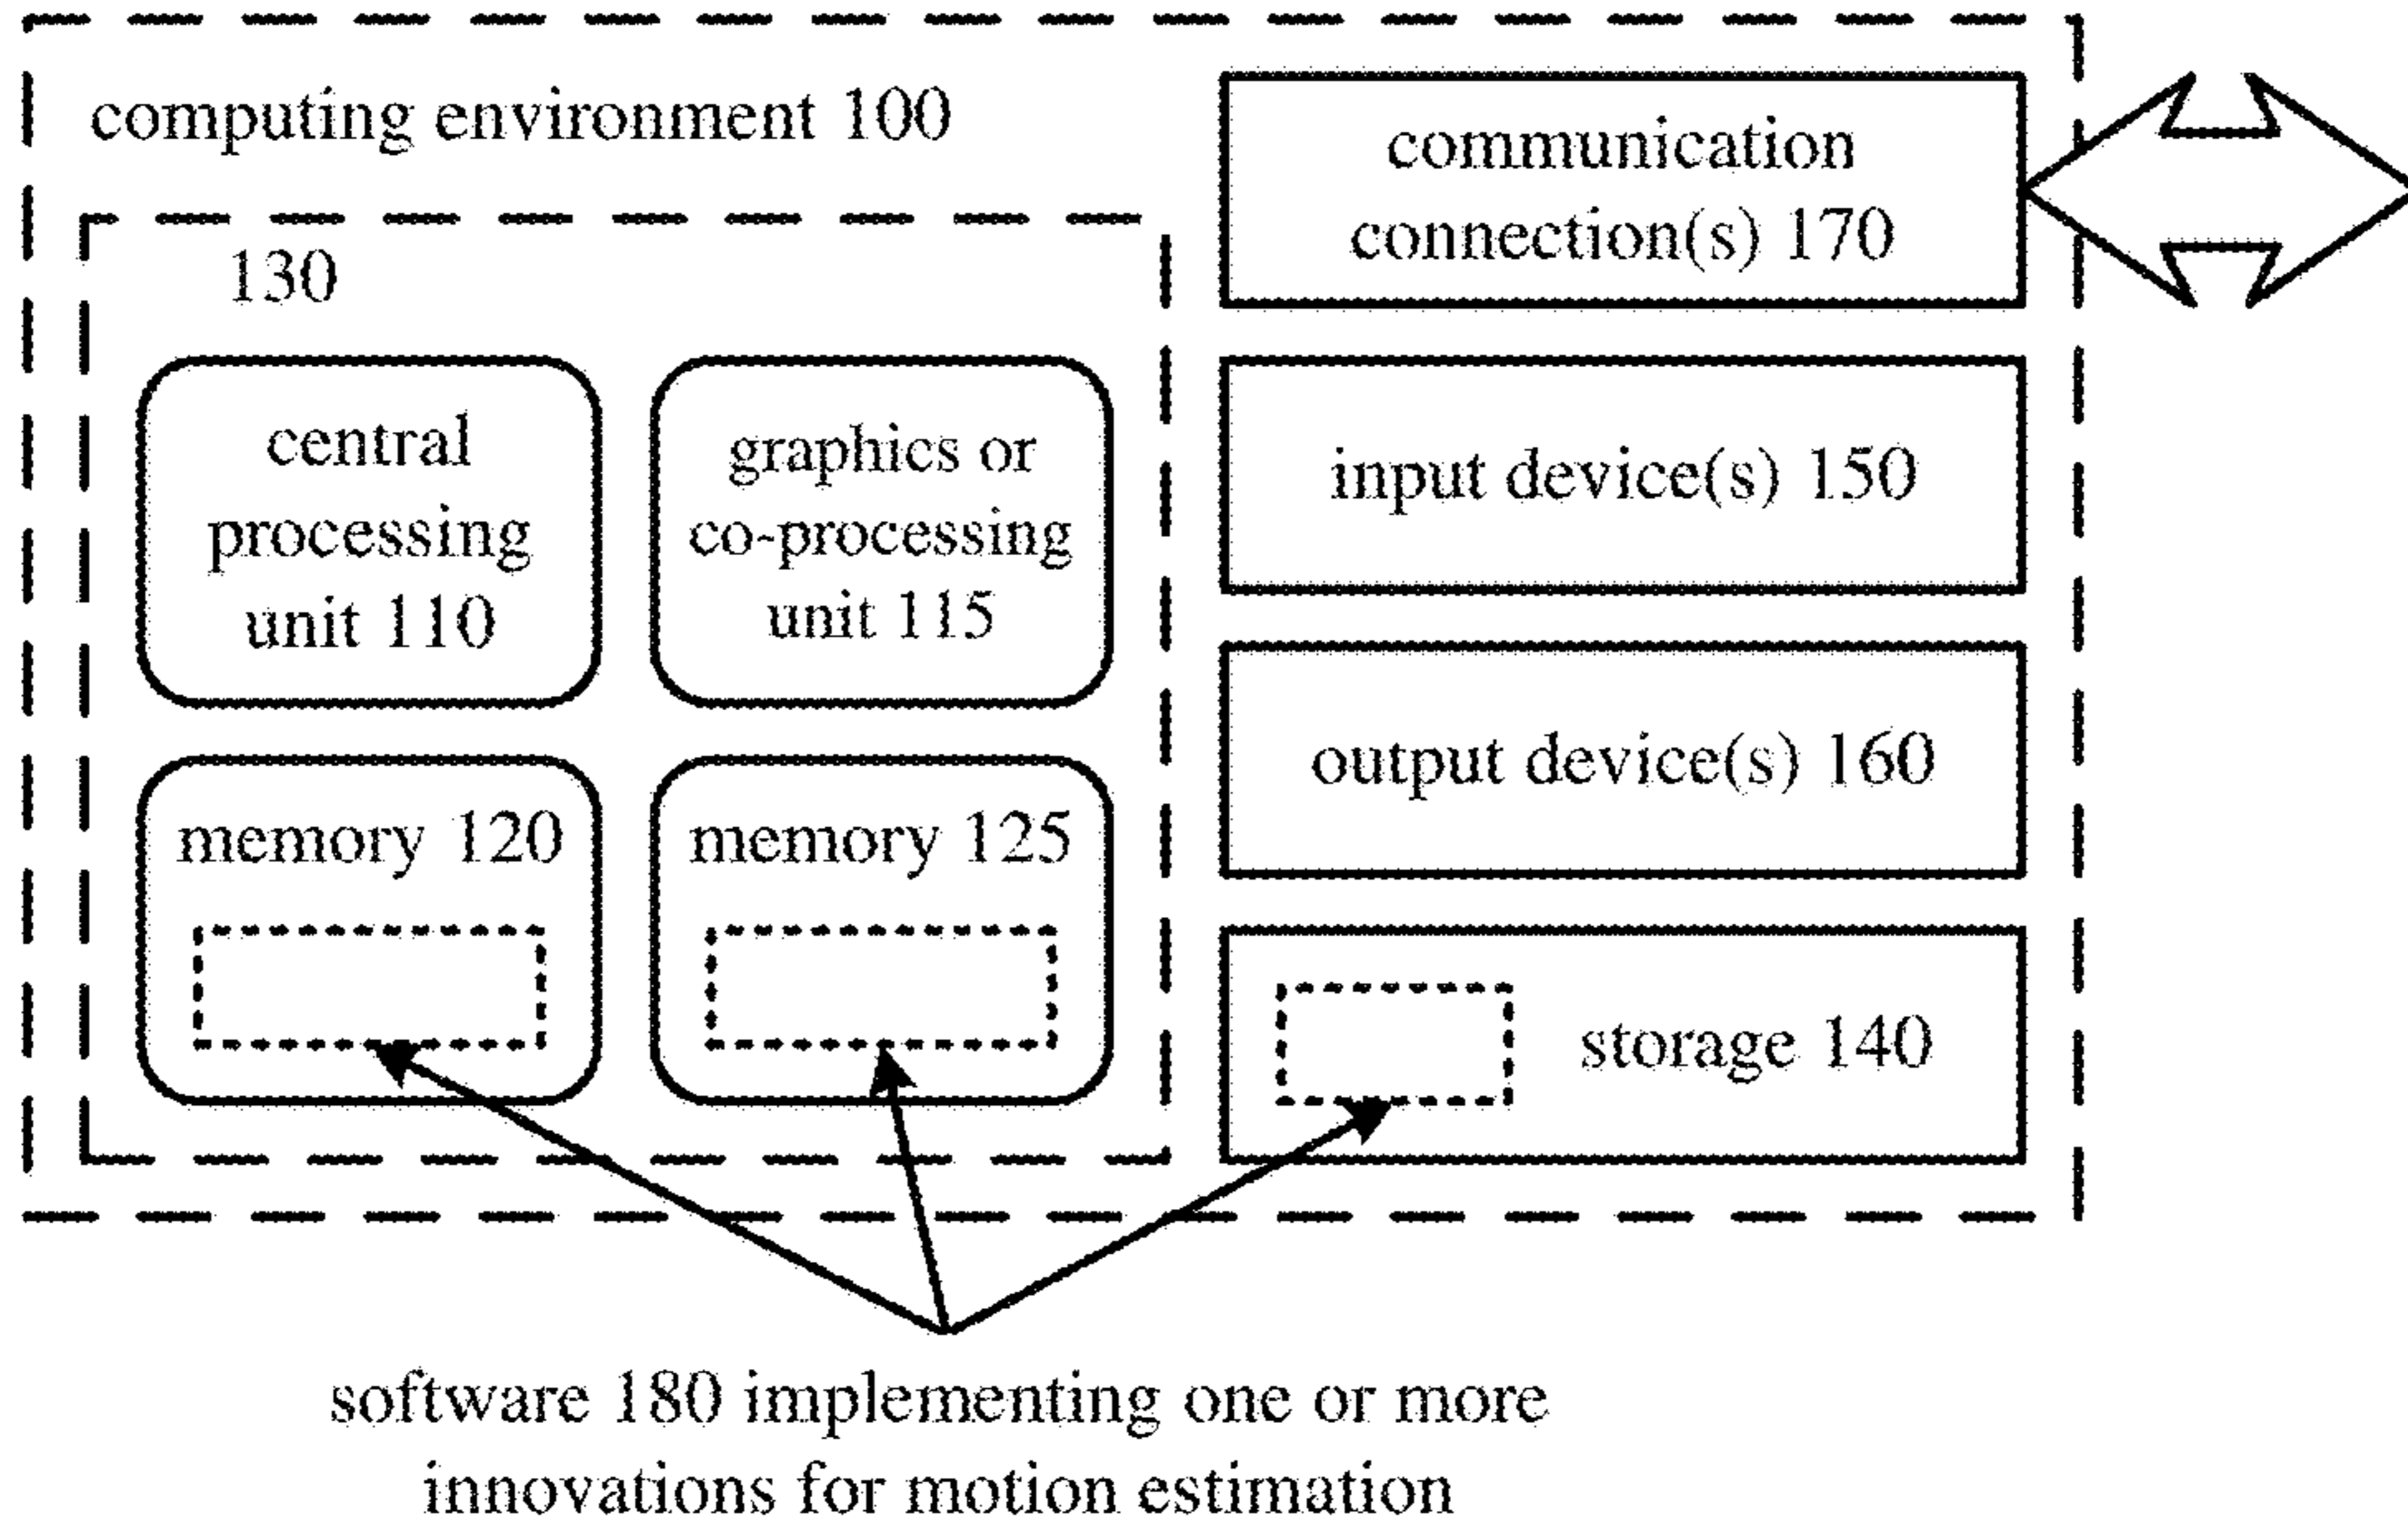 computing environment 100
130
central
processing
unit 110
graphics or
co-processing
unit 115
memory 120
memory 125
communication
connection(s) 170
input device(s) 150
output device(s) 160
storage 140
software 180 implementing one or more
innovations for motion estimation